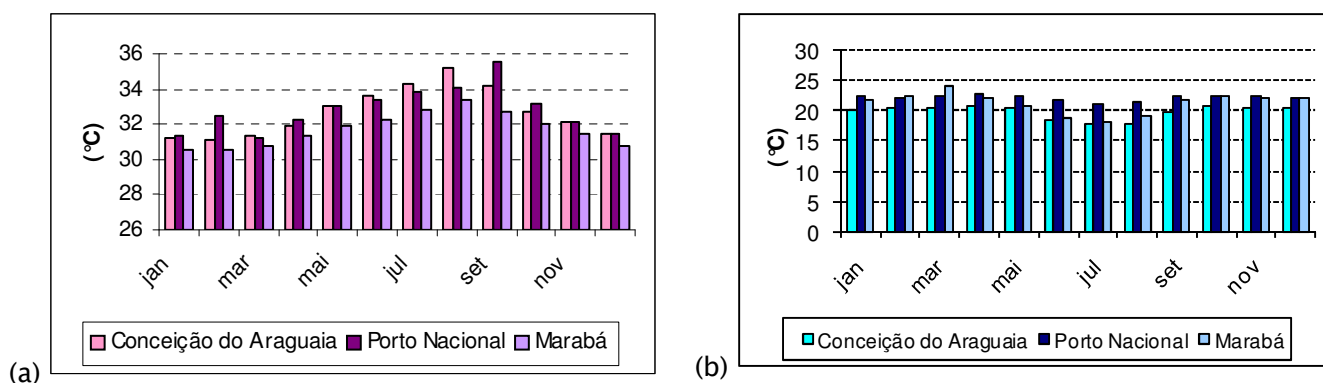 36
34
32
30
28
26
(°C)
jan
mar
mai
jul
set
nov
Conceição do Araguaia
Porto Nacional
Marabá
(a)
30
25
20
15
10
5
0
(°C)
jan
mar
mai
jul
set
nov
Conceição do Araguaia
Porto Nacional
Marabá
(b)